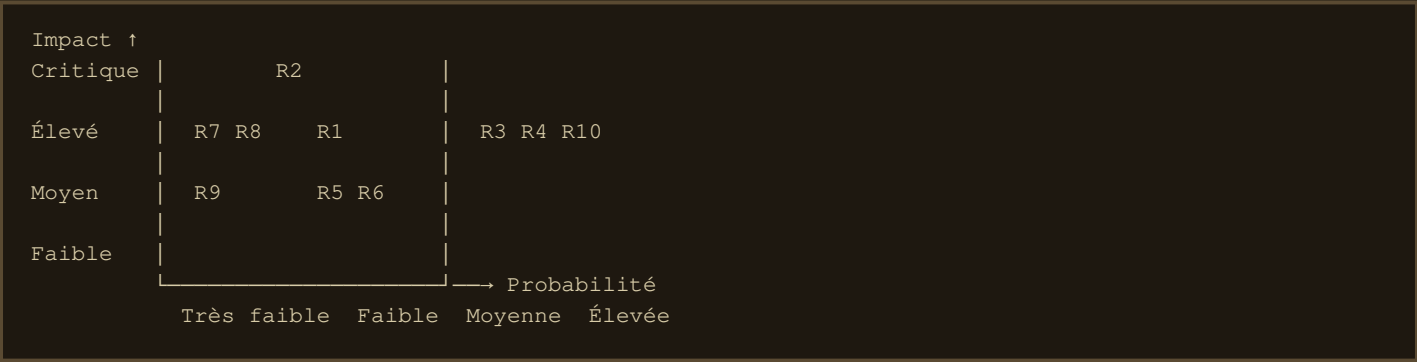 Impact ↑
Critique │        R2          │
         │                    │
Élevé    │  R7 R8    R1       │  R3 R4 R10
         │                    │
Moyen    │  R9       R5 R6    │
         │                    │
Faible   │                    │
         └────────────────────┘──→ Probabilité
           Très faible  Faible  Moyenne  Élevée